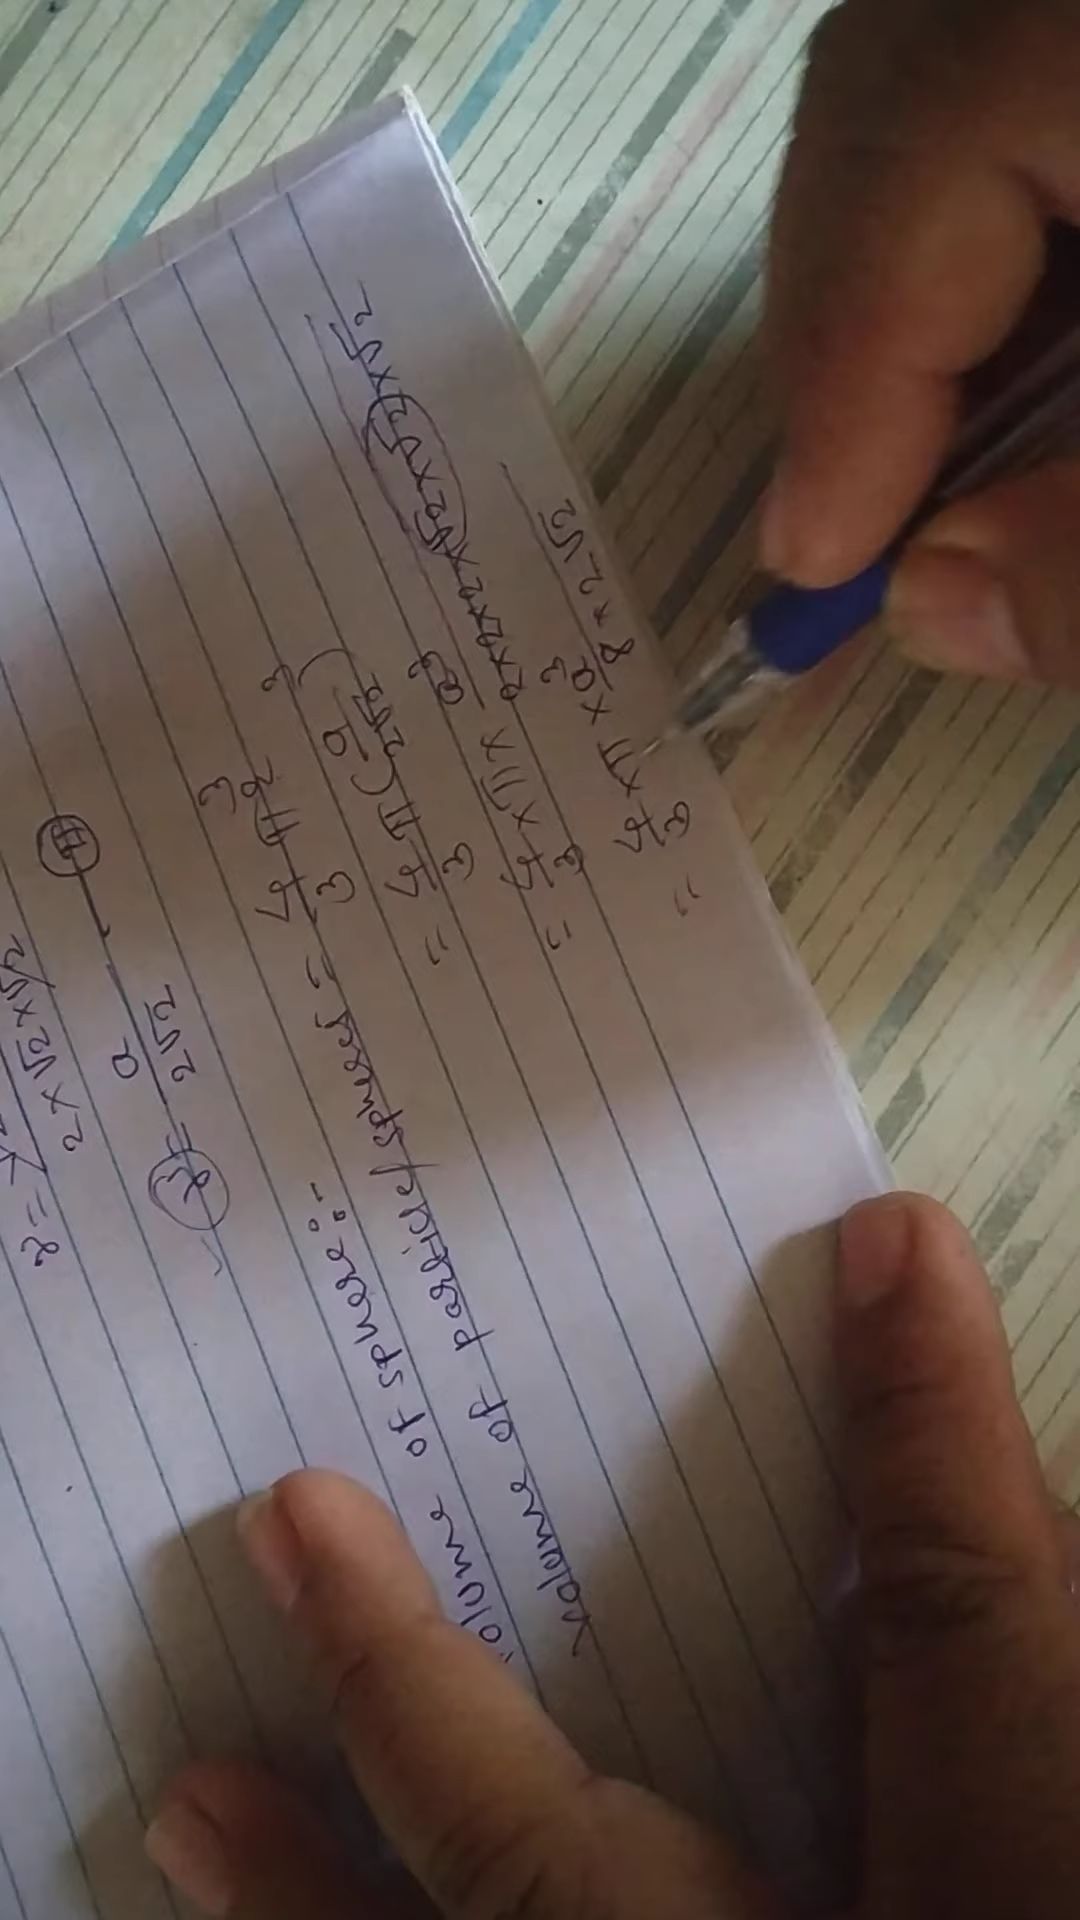 r = 2 × √2 × √2
r = a / 2√2 — II
volume of sphere :-
volume of particle/sphere = 4/3 πr³
= 4/3 π (a / 2√2)³
= 4/3 × π × a³ / 2×2×2×√2×√2×√2
= 4/3 × π × a³ / 8 × 2√2